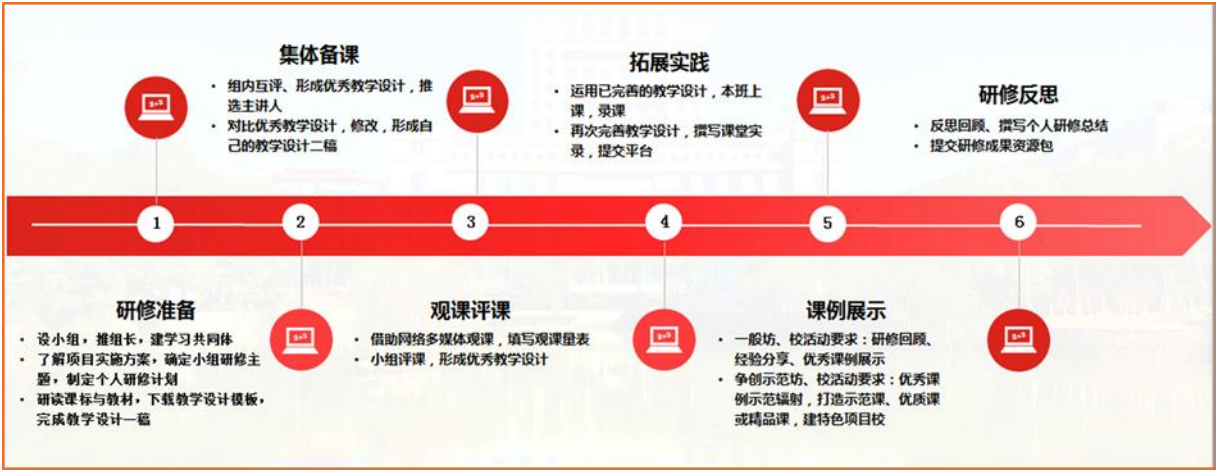 集体备课
• 组内互评、形成优秀教学设计，推
选主讲人
• 对比优秀教学设计，修改，形成自
己的教学设计二稿
拓展实践
• 运用已完善的教学设计，本班上
课，录课
• 再次完善教学设计，撰写课堂实
录，提交平台
研修反思
• 反思回顾、撰写个人研修总结
• 提交研修成果资源包
1
2
3
4
5
6
研修准备
• 设小组，推组长，建学习共同体
• 了解项目实施方案，确定小组研修主
题，制定个人研修计划
• 研读课标与教材，下载教学设计模板，
完成教学设计一稿
观课评课
• 借助网络多媒体观课，填写观课量表
• 小组评课，形成优秀教学设计
课例展示
• 一般坊、校活动要求：研修回顾、
经验分享、优秀课例展示
• 争创示范坊、校活动要求：优秀课
例示范辐射，打造示范课、优质课
或精品课，建特色项目校